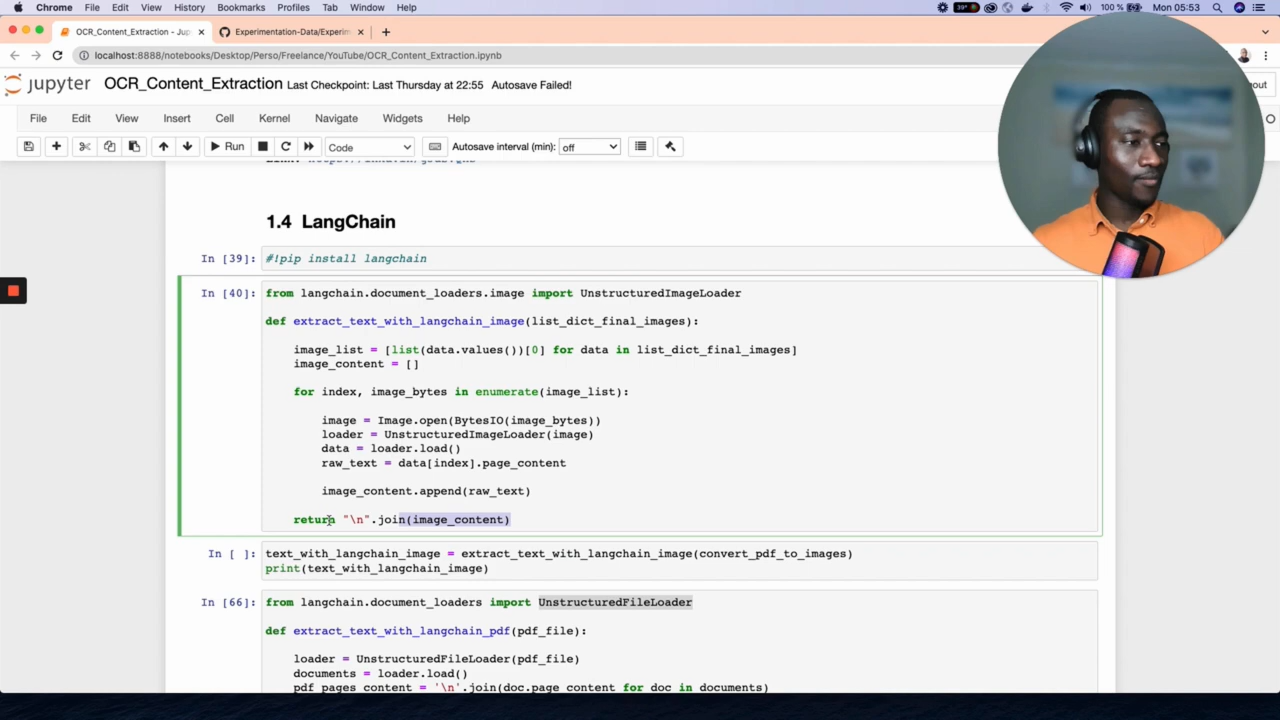 Chrome File Edit View History Bookmarks Profiles Tab Window Help 39° 100 % Mon 05:53
OCR_Content_Extraction - Jup Experimentation-Data/Experim
localhost:8888/notebooks/Desktop/Perso/Freelance/YouTube/OCR_Content_Extraction.ipynb
jupyter OCR_Content_Extraction Last Checkpoint: Last Thursday at 22:55 Autosave Failed! out
File Edit View Insert Cell Kernel Navigate Widgets Help
Run Code Autosave interval (min): off
1.4 LangChain
In [39]: #!pip install langchain
In [40]: from langchain.document_loaders.image import UnstructuredImageLoader
def extract_text_with_langchain_image(list_dict_final_images):
image_list = [list(data.values())[0] for data in list_dict_final_images]
image_content = []
for index, image_bytes in enumerate(image_list):
image = Image.open(BytesIO(image_bytes))
loader = UnstructuredImageLoader(image)
data = loader.load()
raw_text = data[index].page_content
image_content.append(raw_text)
return "\n".join(image_content)
In [ ]: text_with_langchain_image = extract_text_with_langchain_image(convert_pdf_to_images)
print(text_with_langchain_image)
In [66]: from langchain.document_loaders import UnstructuredFileLoader
def extract_text_with_langchain_pdf(pdf_file):
loader = UnstructuredFileLoader(pdf_file)
documents = loader.load()
pdf_pages_content = '\n'.join(doc.page_content for doc in documents)